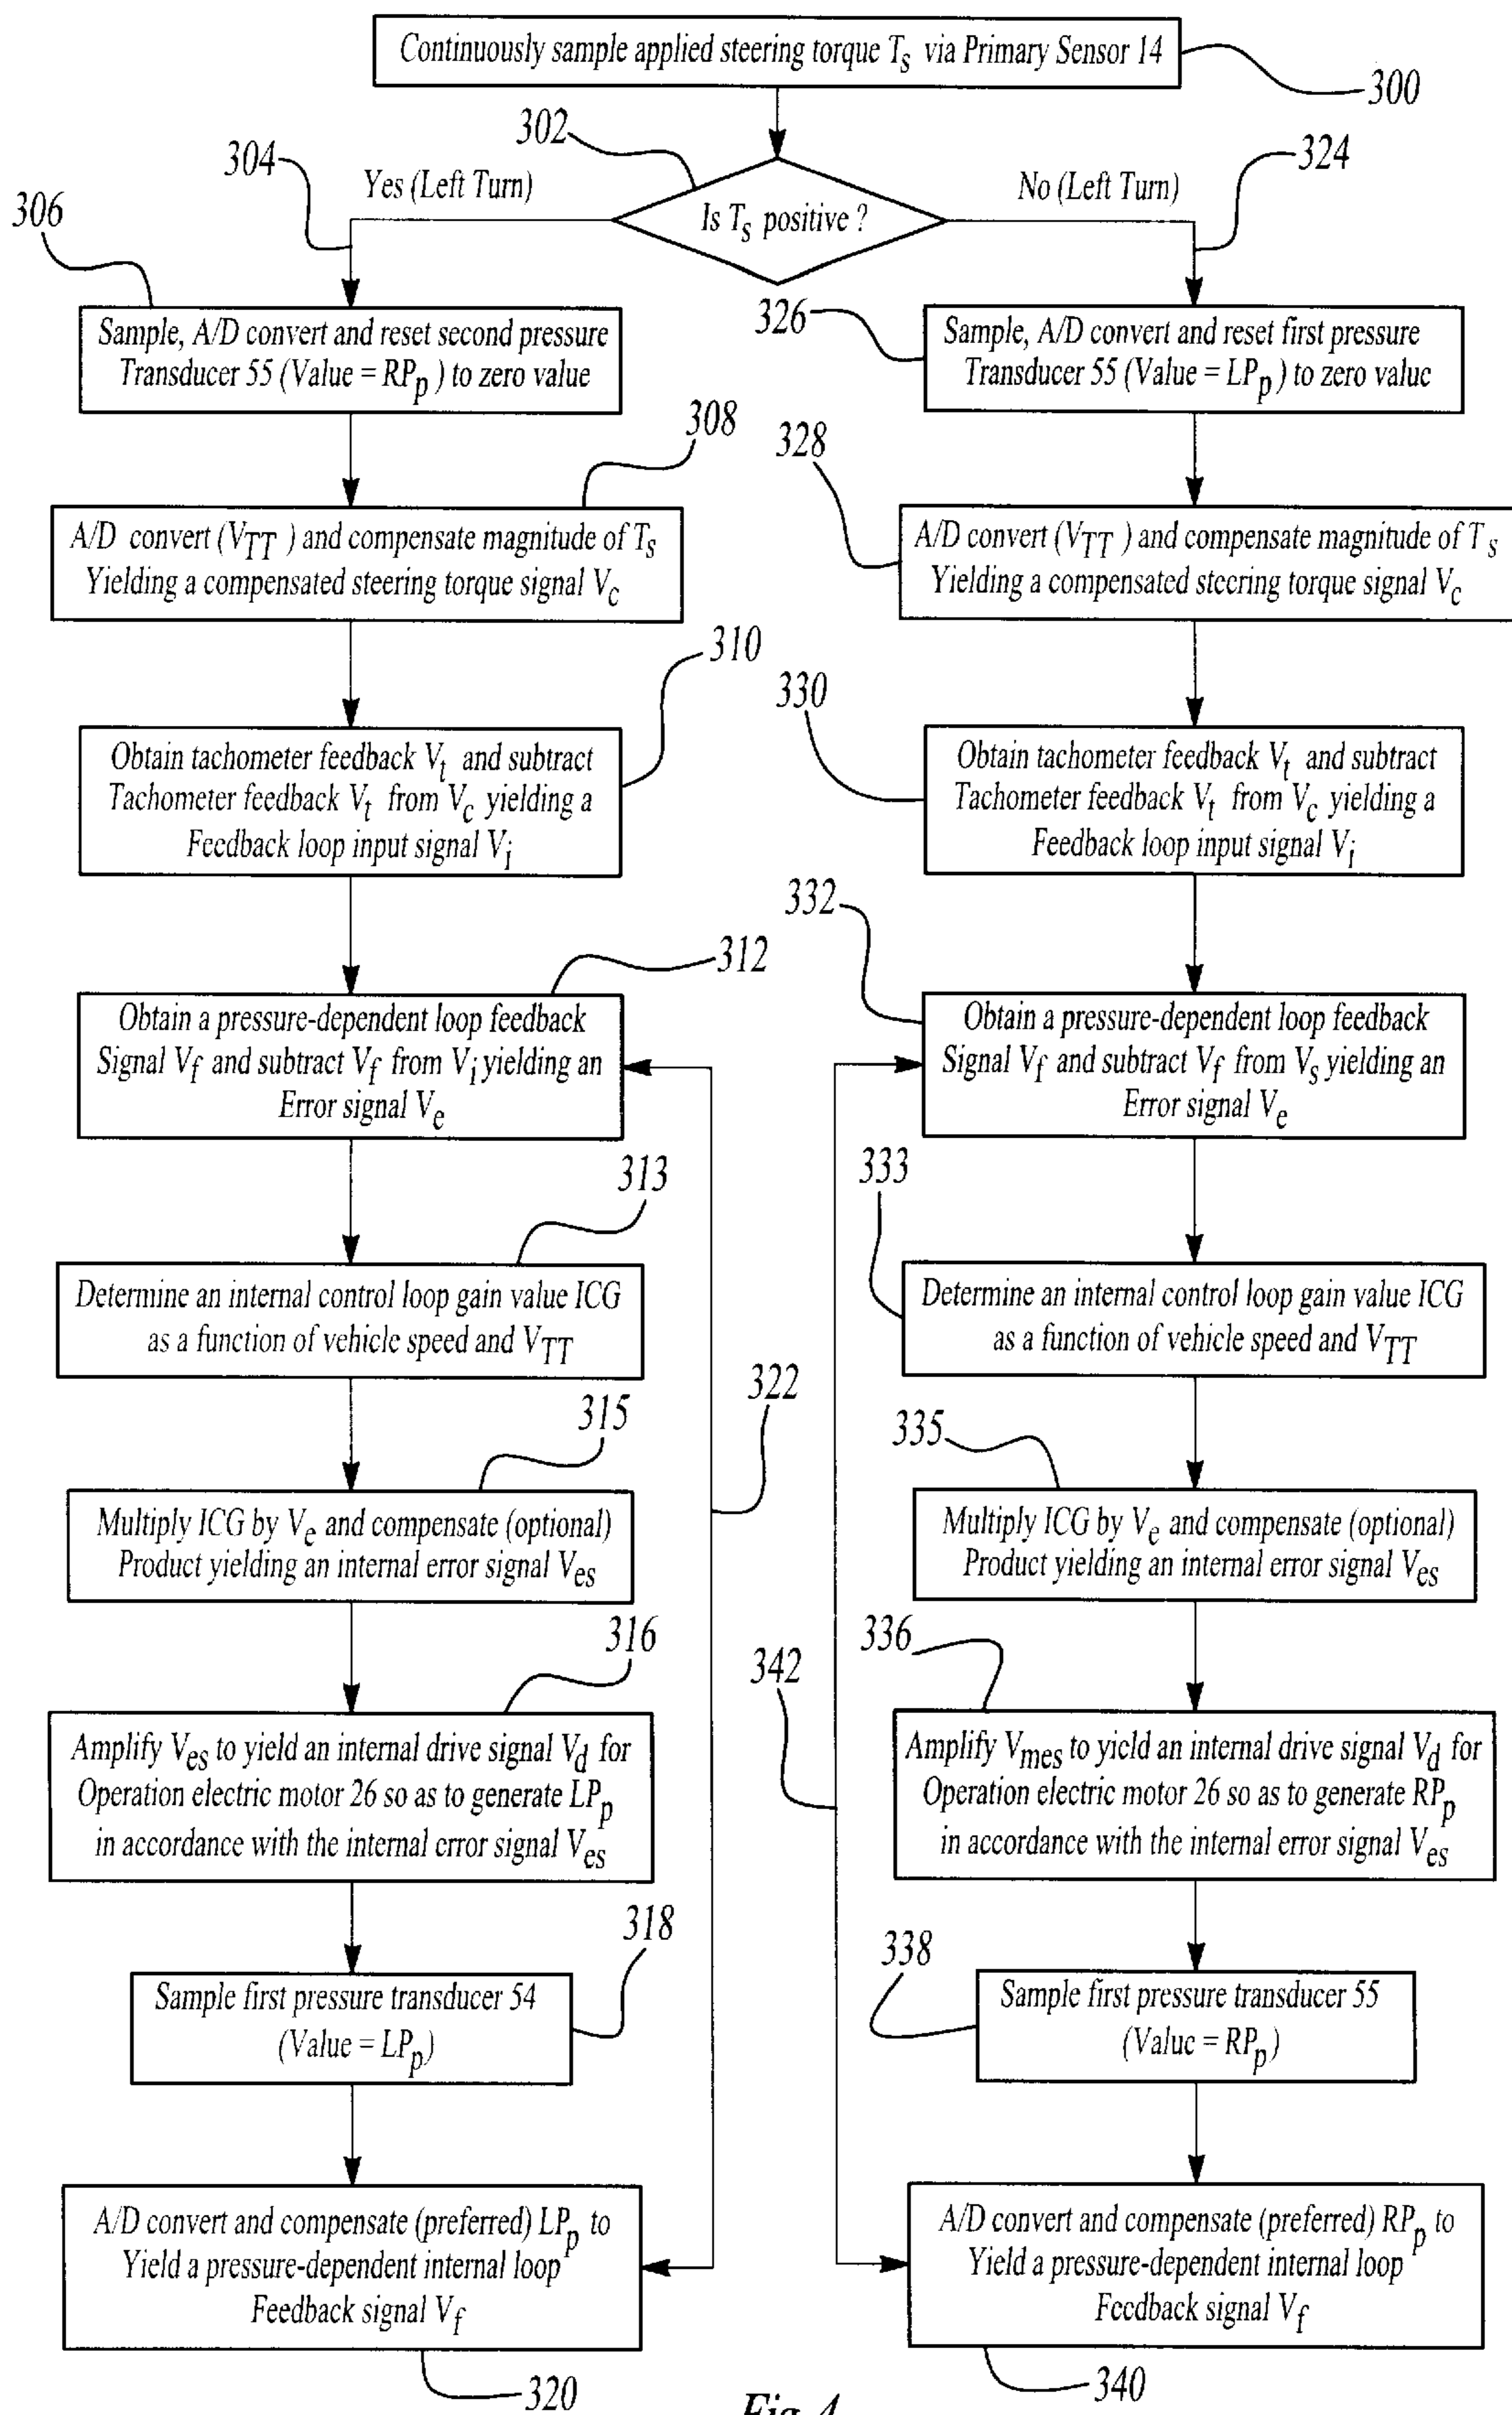 Continuously sample applied steering torque Ts via Primary Sensor 14
300
302
Is Ts positive ?
304
Yes (Left Turn)
324
No (Left Turn)
306
Sample, A/D convert and reset second pressure
Transducer 55 (Value = RPp ) to zero value
308
A/D convert (VTT ) and compensate magnitude of Ts
Yielding a compensated steering torque signal Vc
310
Obtain tachometer feedback Vt and subtract
Tachometer feedback Vt from Vc yielding a
Feedback loop input signal Vi
312
Obtain a pressure-dependent loop feedback
Signal Vf and subtract Vf from Vi yielding an
Error signal Ve
313
Determine an internal control loop gain value ICG
as a function of vehicle speed and VTT
315
Multiply ICG by Ve and compensate (optional)
Product yielding an internal error signal Ves
316
Amplify Ves to yield an internal drive signal Vd for
Operation electric motor 26 so as to generate LPp
in accordance with the internal error signal Ves
318
Sample first pressure transducer 54
(Value = LPp)
A/D convert and compensate (preferred) LPp to
Yield a pressure-dependent internal loop
Feedback signal Vf
320
322
326
Sample, A/D convert and reset first pressure
Transducer 55 (Value = LPp ) to zero value
328
A/D convert (VTT ) and compensate magnitude of Ts
Yielding a compensated steering torque signal Vc
330
Obtain tachometer feedback Vt and subtract
Tachometer feedback Vt from Vc yielding a
Feedback loop input signal Vi
332
Obtain a pressure-dependent loop feedback
Signal Vf and subtract Vf from Vs yielding an
Error signal Ve
333
Determine an internal control loop gain value ICG
as a function of vehicle speed and VTT
335
Multiply ICG by Ve and compensate (optional)
Product yielding an internal error signal Ves
336
Amplify Vmes to yield an internal drive signal Vd for
Operation electric motor 26 so as to generate RPp
in accordance with the internal error signal Ves
338
Sample first pressure transducer 55
(Value = RPp)
342
A/D convert and compensate (preferred) RPp to
Yield a pressure-dependent internal loop
Feedback signal Vf
340
Fig. 4